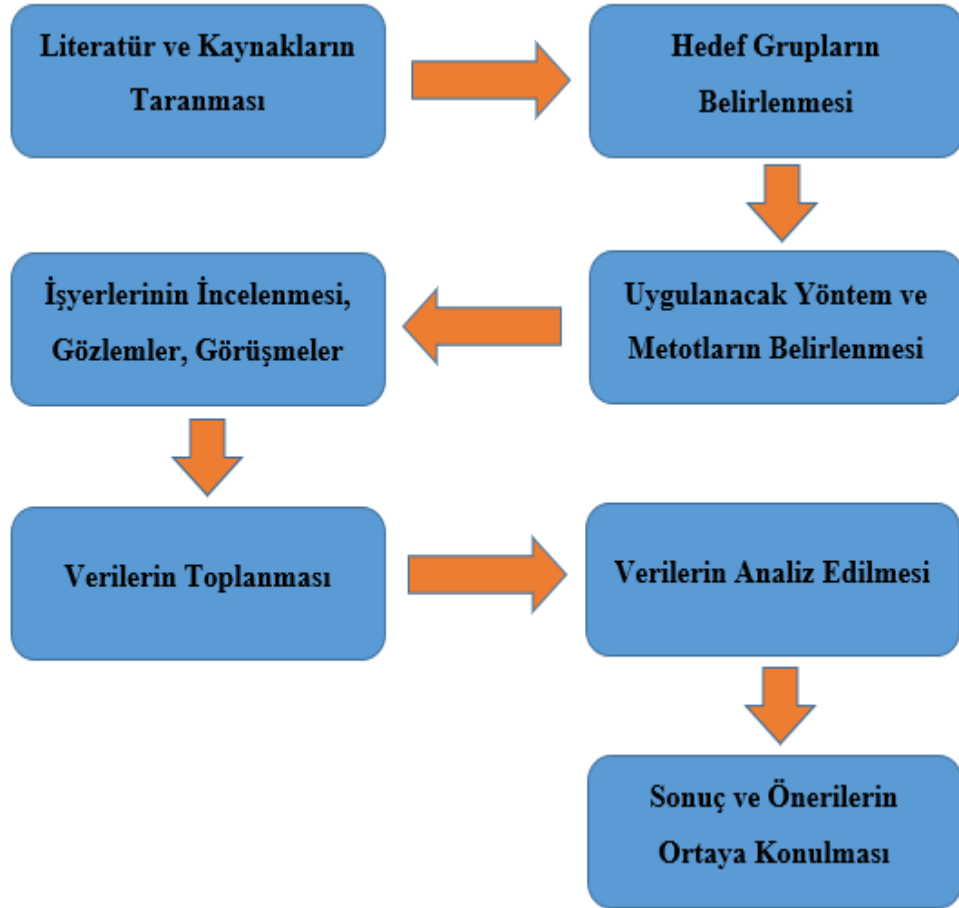 Literatür ve Kaynakların
Taranması
Hedef Grupların
Belirlenmesi
Uygulanacak Yöntem ve
Metotların Belirlenmesi
İşyerlerinin İncelenmesi,
Gözlemler, Görüşmeler
Verilerin Toplanması
Verilerin Analiz Edilmesi
Sonuç ve Önerilerin
Ortaya Konulması